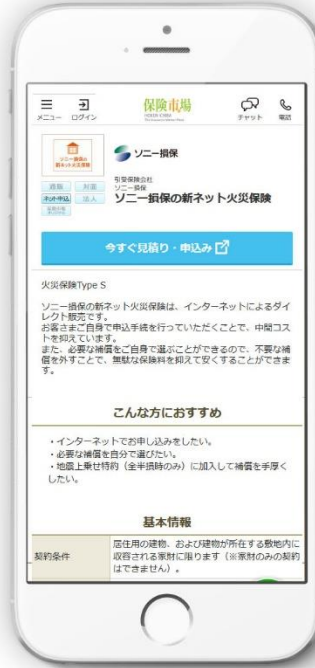 メニュー
ログイン
保険市場
チャット
電話
ソニー損保の
新ネット火災保険
ソニー損保
引受保険会社
ソニー損保
ソニー損保の新ネット火災保険
通販
対面
ネット申込
法人
今すぐ見積り・申込み
火災保険Type S
ソニー損保の新ネット火災保険は、インターネットによるダイ
レクト販売です。
お客さまご自身で申込手続を行っていただくことで、中間コス
トを抑えています。
また、必要な補償をご自身で選ぶことができるので、不要な補
償を外すことで、無駄な保険料を抑えて安くすることができま
す。
こんな方におすすめ
・インターネットでお申し込みをしたい。
・必要な補償を自分で選びたい。
・地震上乗せ特約（全半損時のみ）に加入して補償を手厚く
したい。
基本情報
契約条件
居住用の建物、および建物が所在する敷地内に
収容される家財に限ります（※家財のみの契約
はできません）。